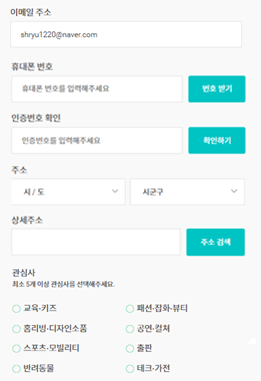 이메일 주소
shryu1220@naver.com
휴대폰 번호
휴대폰 번호를 입력해주세요 번호 받기
인증번호 확인
인증번호를 입력해주세요 확인하기
주소
시 / 도 시군구
상세주소
주소 검색
관심사
최소 5개 이상 관심사를 선택해주세요.
교육·키즈 패션·잡화·뷰티
홈리빙·디자인소품 공연·컬쳐
스포츠·모빌리티 출판
반려동물 테크·가전